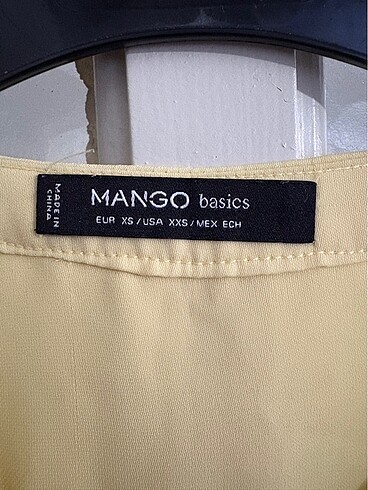 MADE IN
CHINA
MANGO basics
EUR XS / USA XXS / MEX ECH